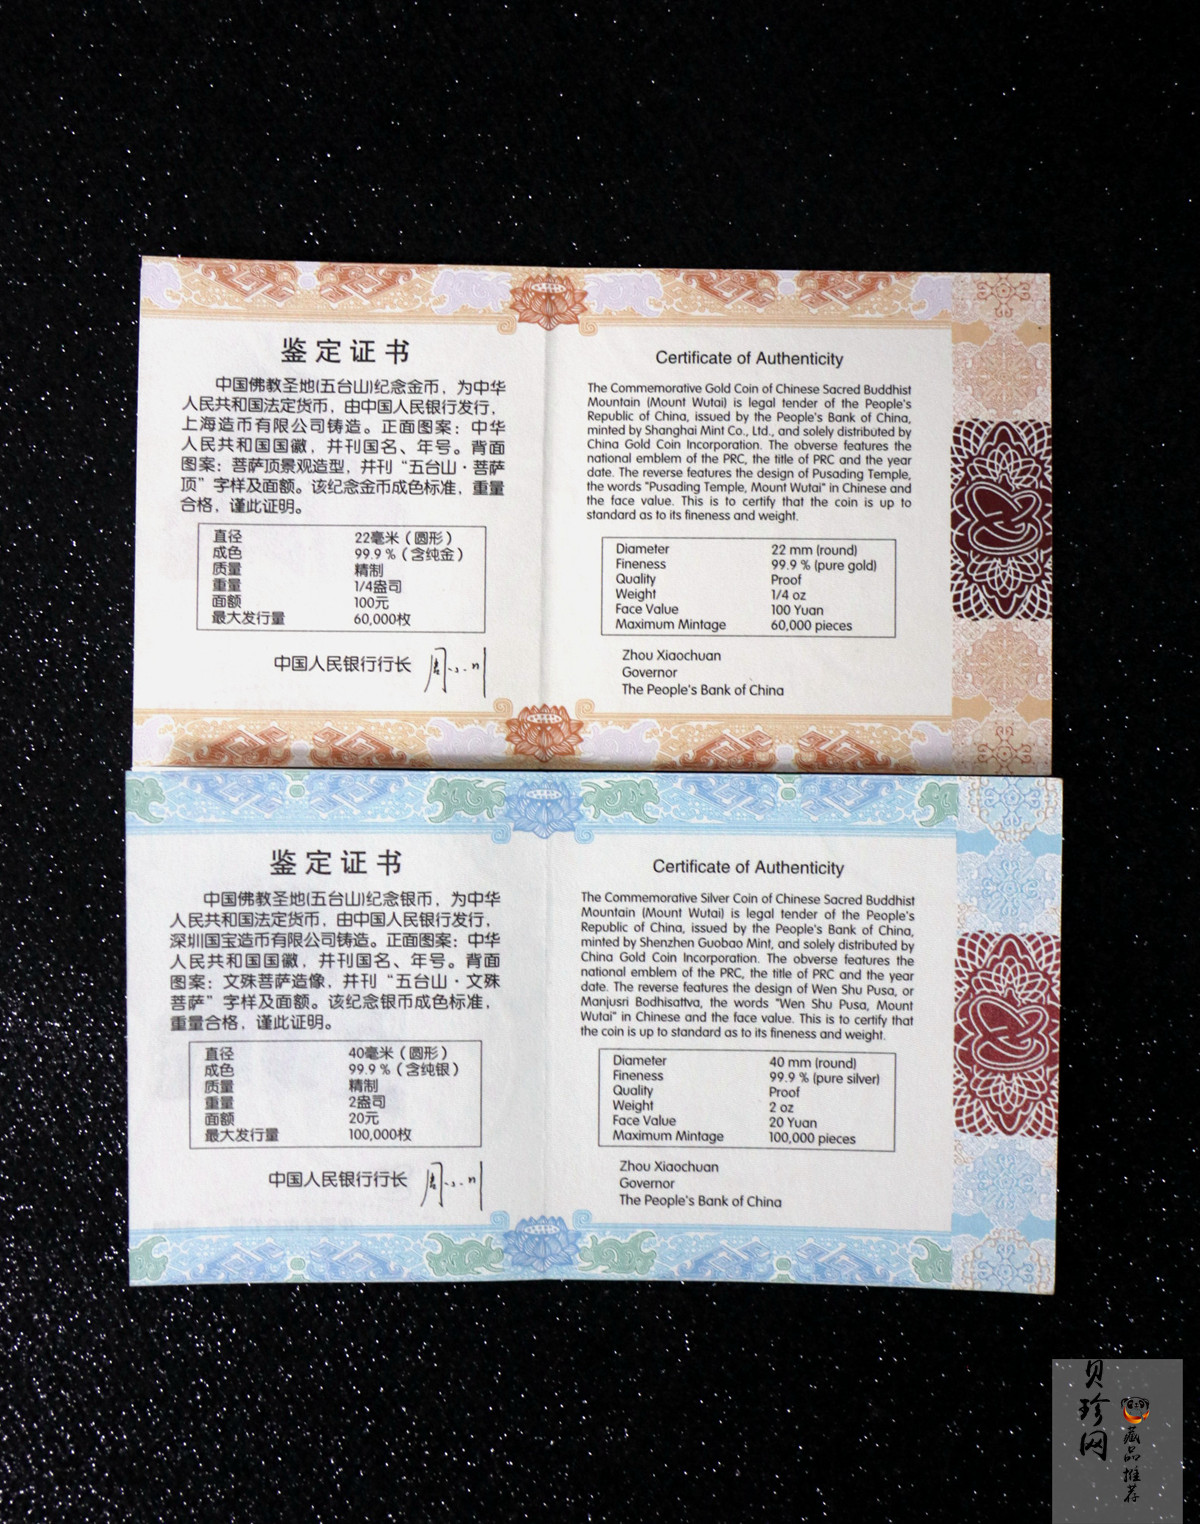 鉴定证书
中国佛教圣地(五台山)纪念金币，为中华
人民共和国法定货币，由中国人民银行发行，
上海造币有限公司铸造。正面图案：中华
人民共和国国徽，并刊国名、年号。背面
图案：菩萨顶景观造型，并刊“五台山·菩萨
顶”字样及面额。该纪念金币成色标准，重量
合格，谨此证明。
直径 22毫米（圆形）
成色 99.9％（含纯金）
质量 精制
重量 1/4盎司
面额 100元
最大发行量 60,000枚
中国人民银行行长 周小川
Certificate of Authenticity
The Commemorative Gold Coin of Chinese Sacred Buddhist
Mountain (Mount Wutai) is legal tender of the People's
Republic of China, issued by the People's Bank of China,
minted by Shanghai Mint Co., Ltd., and solely distributed by
China Gold Coin Incorporation. The obverse features the
national emblem of the PRC, the title of PRC and the year
date. The reverse features the design of Pusading Temple,
the words "Pusading Temple, Mount Wutai" in Chinese and
the face value. This is to certify that the coin is up to
standard as to its fineness and weight.
Diameter 22 mm (round)
Fineness 99.9 % (pure gold)
Quality Proof
Weight 1/4 oz
Face Value 100 Yuan
Maximum Mintage 60,000 pieces
Zhou Xiaochuan
Governor
The People's Bank of China
鉴定证书
中国佛教圣地(五台山)纪念银币，为中华
人民共和国法定货币，由中国人民银行发行，
深圳国宝造币有限公司铸造。正面图案：中华
人民共和国国徽，并刊国名、年号。背面
图案：文殊菩萨造像，并刊“五台山·文殊
菩萨”字样及面额。该纪念银币成色标准，
重量合格，谨此证明。
直径 40毫米（圆形）
成色 99.9％（含纯银）
质量 精制
重量 2盎司
面额 20元
最大发行量 100,000枚
中国人民银行行长 周小川
Certificate of Authenticity
The Commemorative Silver Coin of Chinese Sacred Buddhist
Mountain (Mount Wutai) is legal tender of the People's
Republic of China, issued by the People's Bank of China,
minted by Shenzhen Guobao Mint, and solely distributed by
China Gold Coin Incorporation. The obverse features the
national emblem of the PRC, the title of PRC and the year
date. The reverse features the design of Wen Shu Pusa, or
Manjusri Bodhisattva, the words "Wen Shu Pusa, Mount
Wutai" in Chinese and the face value. This is to certify that
the coin is up to standard as to its fineness and weight.
Diameter 40 mm (round)
Fineness 99.9 % (pure silver)
Quality Proof
Weight 2 oz
Face Value 20 Yuan
Maximum Mintage 100,000 pieces
Zhou Xiaochuan
Governor
The People's Bank of China
贝珍网
藏品推荐